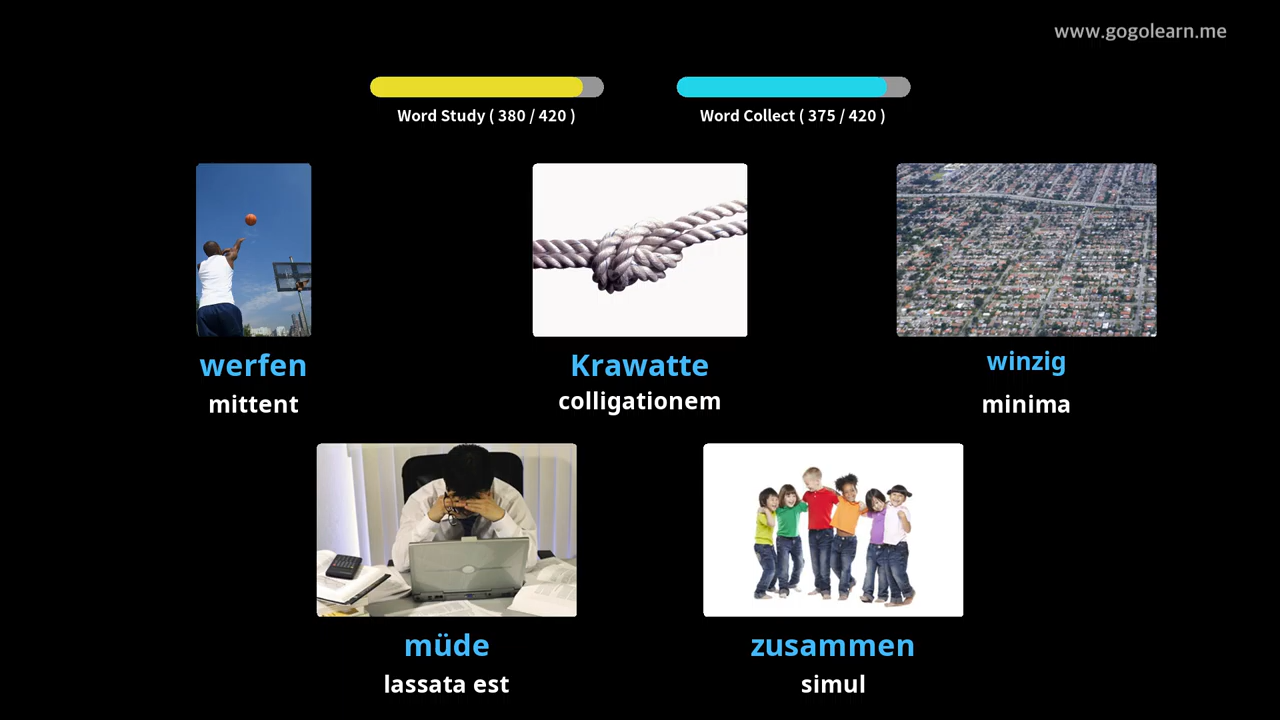 www.gogolearn.me
Word Study ( 380 / 420 )
Word Collect ( 375 / 420 )
werfen
mittent
Krawatte
colligationem
winzig
minima
müde
lassata est
zusammen
simul